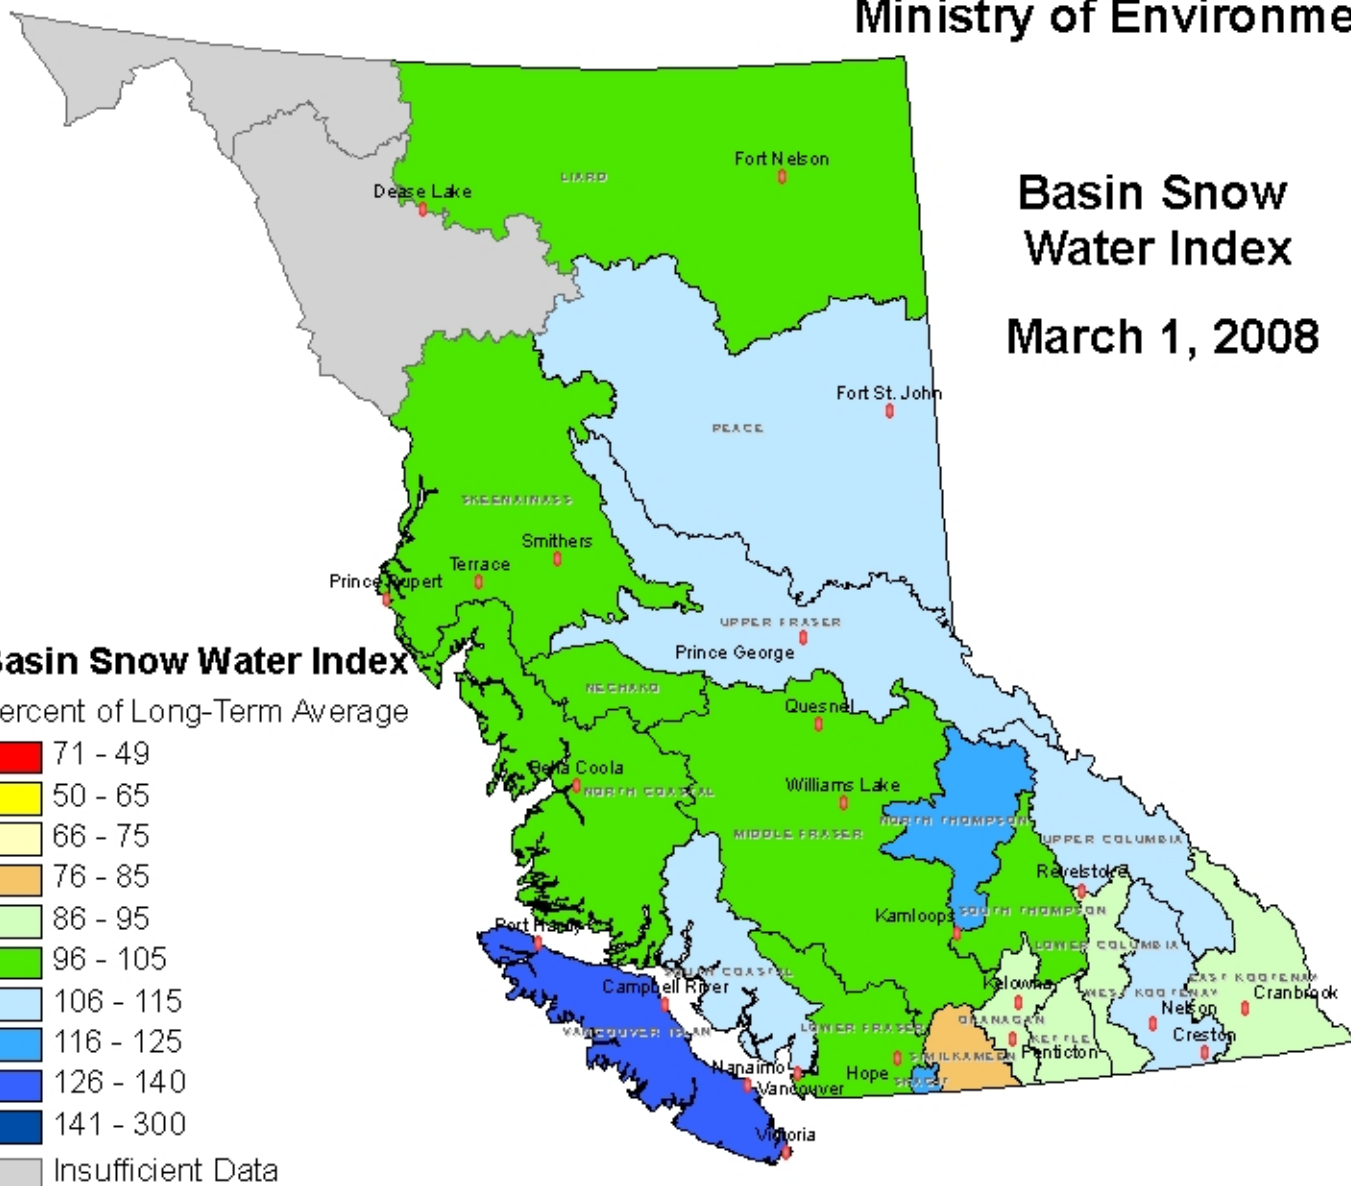 Ministry of Environme
Basin Snow
Water Index
March 1, 2008
Fort Nelson
LIARD
Dease Lake
Fort St. John
PEACE
SKEENA/NASS
Smithers
Terrace
Prince Rupert
UPPER FRASER
Prince George
NECHAKO
Quesnel
Bella Coola
NORTH COASTAL
Williams Lake
NORTH THOMPSON
MIDDLE FRASER
UPPER COLUMBIA
Revelstoke
Kamloops
SOUTH THOMPSON
Port Hardy
LOWER COLUMBIA
SOUTH COASTAL
EAST KOOTENAY
Campbell River
Kelowna
WEST KOOTENAY
Cranbrook
Nelson
OKANAGAN
VANCOUVER ISLAN
LOWER FRASER
KETTLE
Creston
SIMILKAMEEN
Penticton
Nanaimo
Hope
SKAGIT
Vancouver
Victoria
Basin Snow Water Index
ercent of Long-Term Average
71 - 49
50 - 65
66 - 75
76 - 85
86 - 95
96 - 105
106 - 115
116 - 125
126 - 140
141 - 300
Insufficient Data